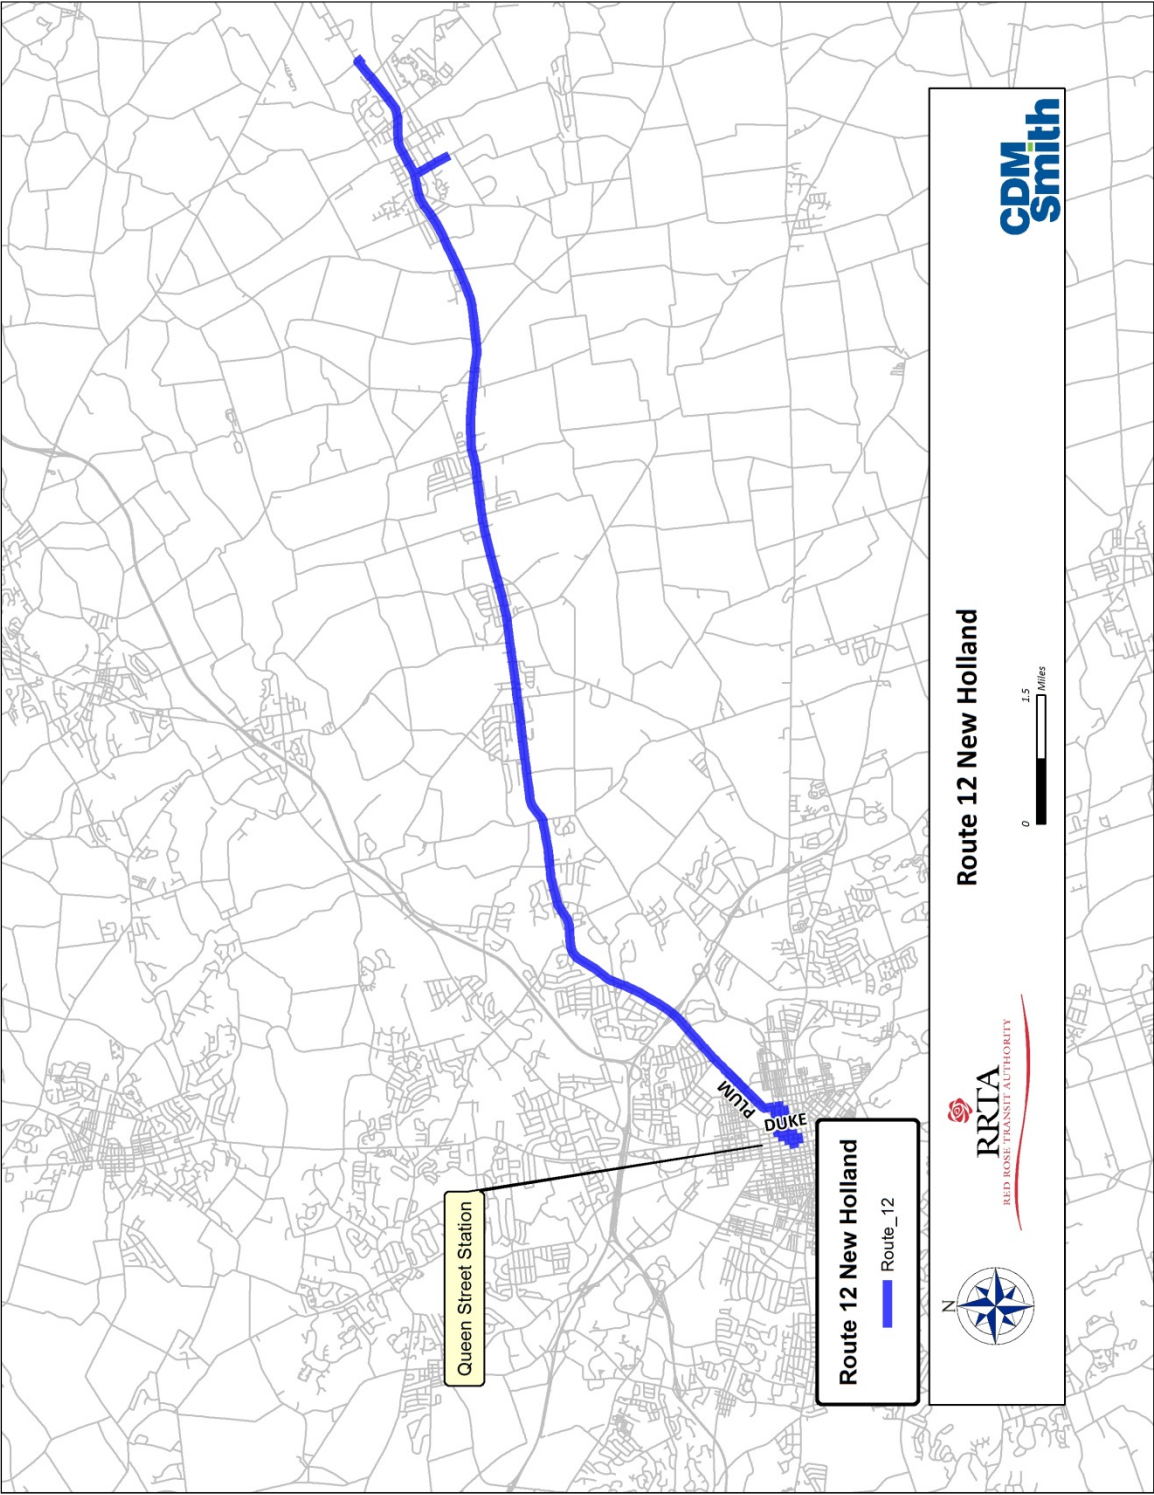 Queen Street Station
PLUM
DUKE
Route 12 New Holland
Route_12
N
RRTA
RED ROSE TRANSIT AUTHORITY
Route 12 New Holland
0
1.5
Miles
CDM
Smith